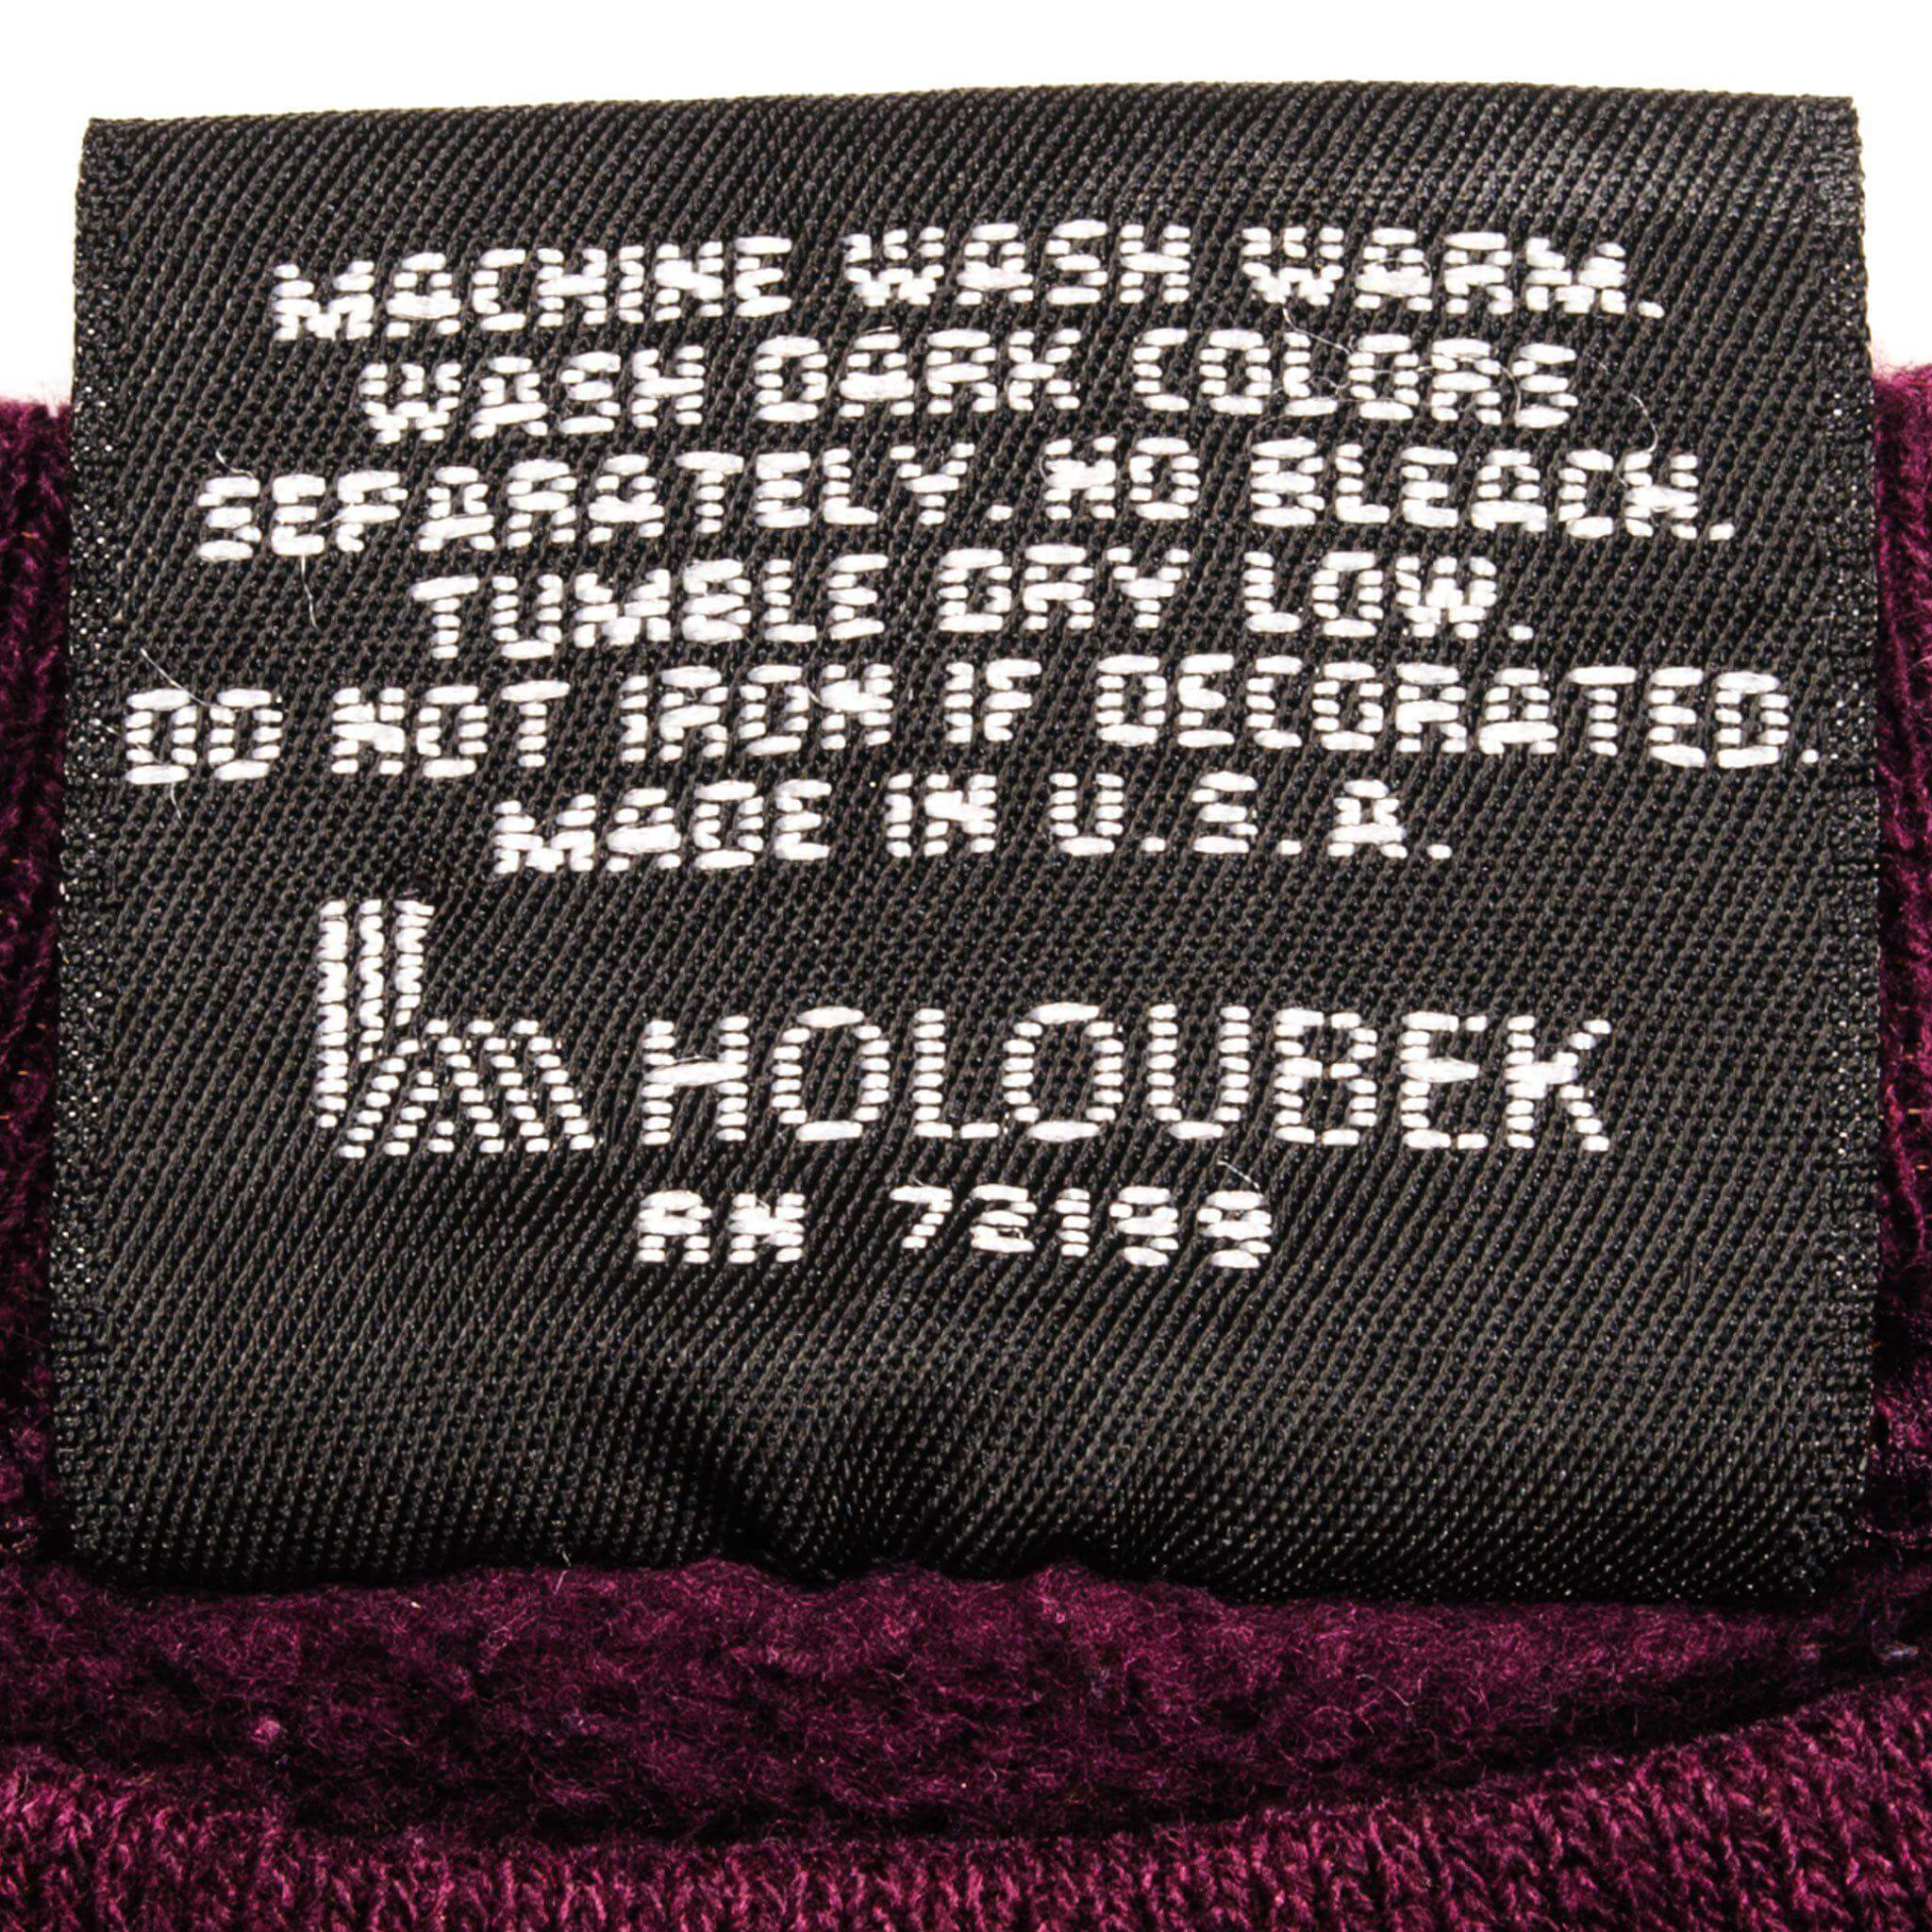 MACHINE WASH WARM.
WASH DARK COLORS
SEPARATELY. NO BLEACH.
TUMBLE DRY LOW.
DO NOT IRON IF DECORATED.
MADE IN U.S.A.
HOLOUBEK
RN 72199